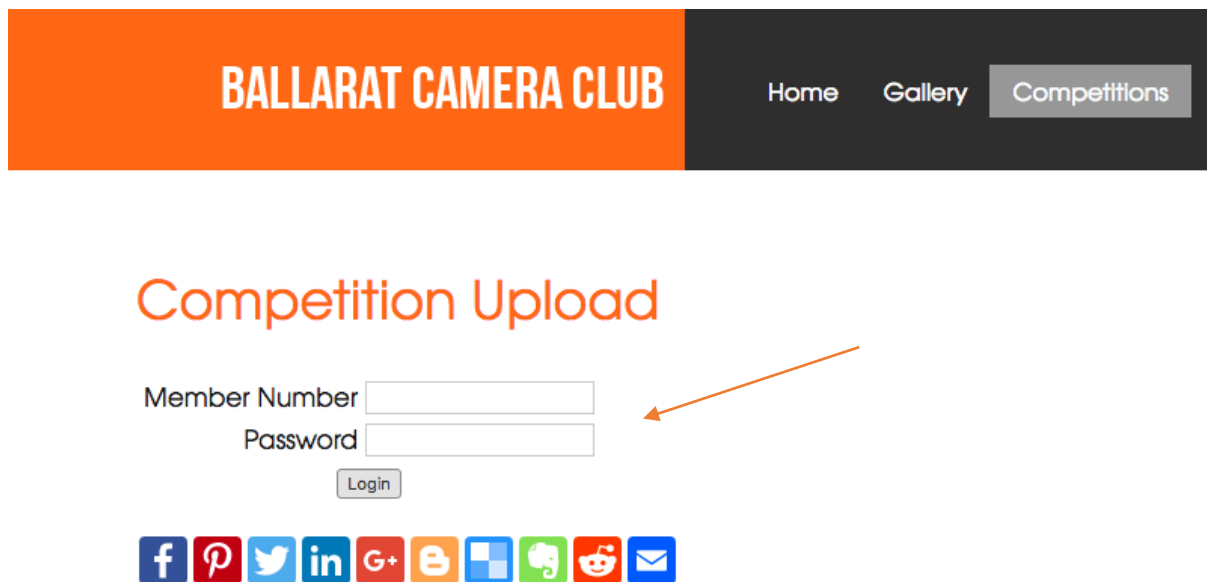 BALLARAT CAMERA CLUB Home Gallery Competitions
Competition Upload
Member Number
Password
Login